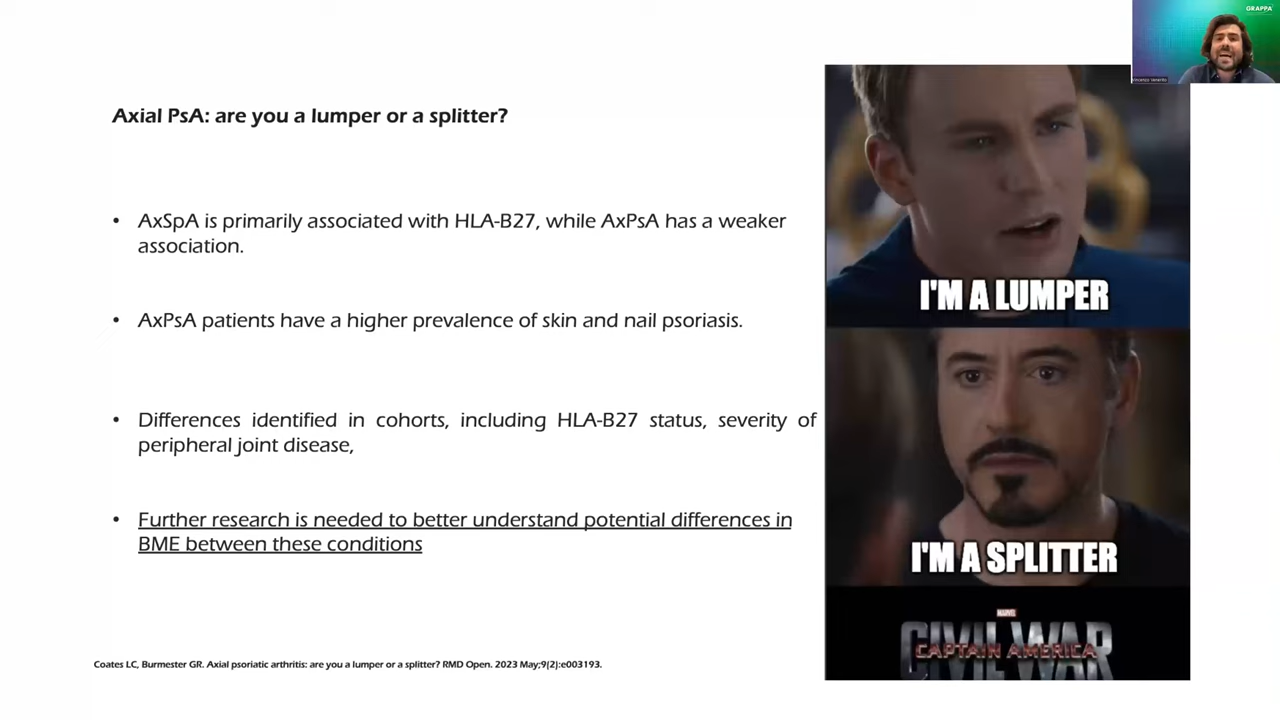 GRAPPA
Vincenzo Venerito
Axial PsA: are you a lumper or a splitter?
• AxSpA is primarily associated with HLA-B27, while AxPsA has a weaker
association.
• AxPsA patients have a higher prevalence of skin and nail psoriasis.
• Differences identified in cohorts, including HLA-B27 status, severity of
peripheral joint disease,
• Further research is needed to better understand potential differences in
BME between these conditions
Coates LC, Burmester GR. Axial psoriatic arthritis: are you a lumper or a splitter? RMD Open. 2023 May;9(2):e003193.
I'M A LUMPER
I'M A SPLITTER
MARVEL
CAPTAIN AMERICA
CIVIL WAR